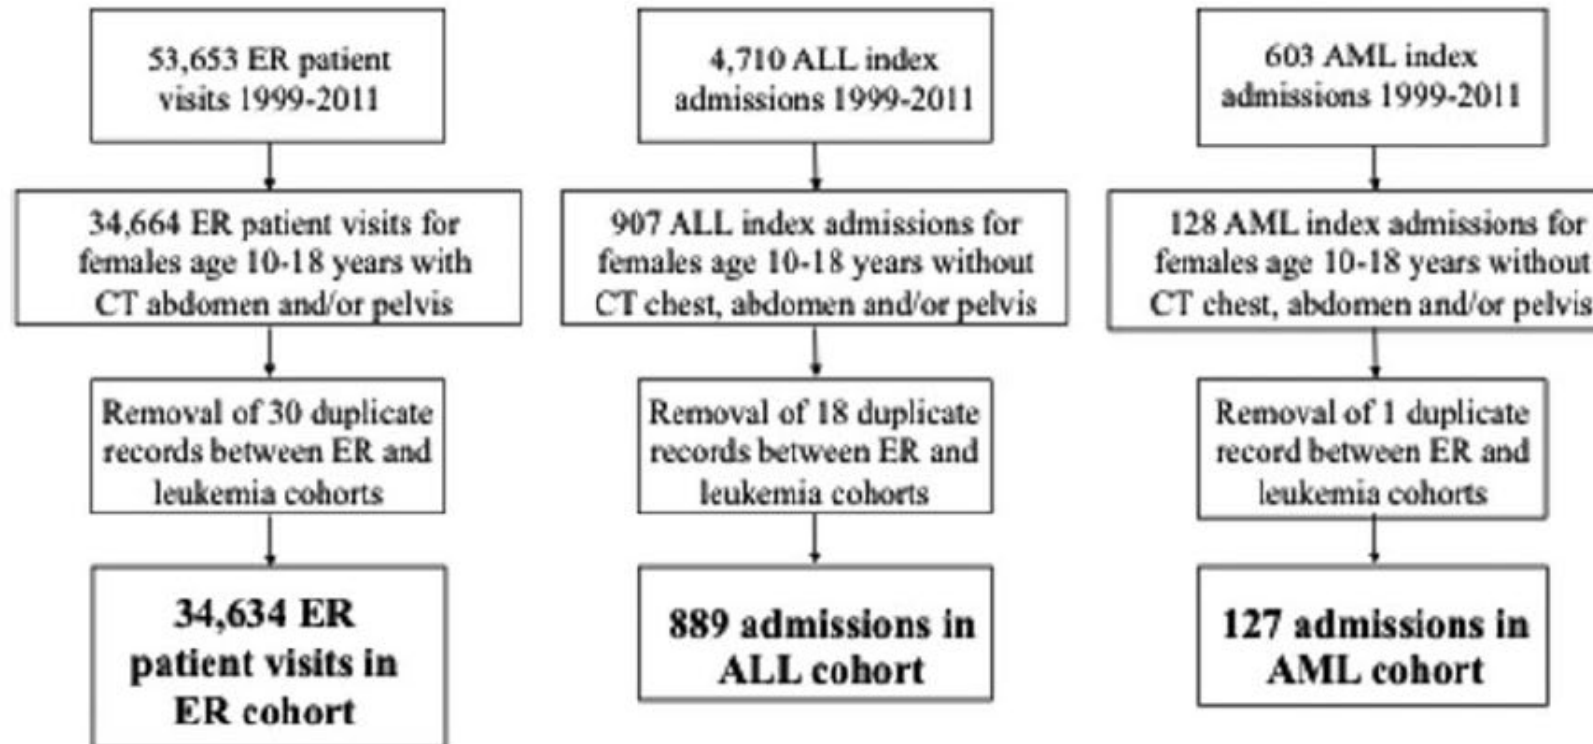 53,653 ER patient
visits 1999-2011
34,664 ER patient visits for
females age 10-18 years with
CT abdomen and/or pelvis
Removal of 30 duplicate
records between ER and
leukemia cohorts
34,634 ER
patient visits in
ER cohort
4,710 ALL index
admissions 1999-2011
907 ALL index admissions for
females age 10-18 years without
CT chest, abdomen and/or pelvis
Removal of 18 duplicate
records between ER and
leukemia cohorts
889 admissions in
ALL cohort
603 AML index
admissions 1999-2011
128 AML index admissions for
females age 10-18 years without
CT chest, abdomen and/or pelvis
Removal of 1 duplicate
record between ER and
leukemia cohorts
127 admissions in
AML cohort